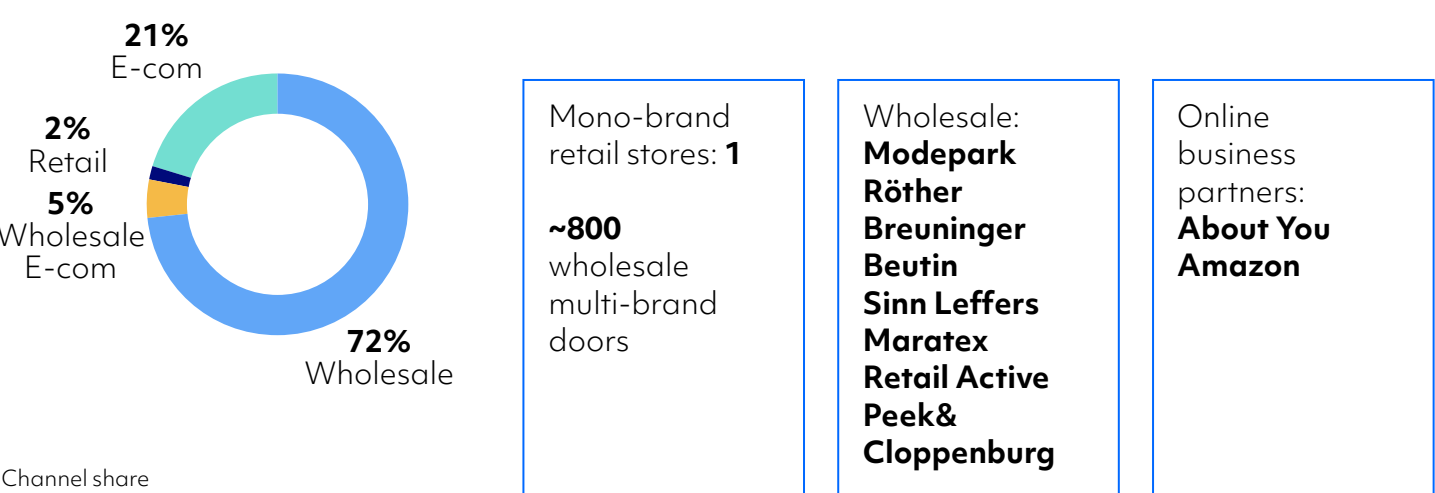 21%
E-com
2%
Retail
5%
Wholesale
E-com
72%
Wholesale
Channel share
Mono-brand
retail stores: 1
~800
wholesale
multi-brand
doors
Wholesale:
Modepark
Röther
Breuninger
Beutin
Sinn Leffers
Maratex
Retail Active
Peek&
Cloppenburg
Online
business
partners:
About You
Amazon